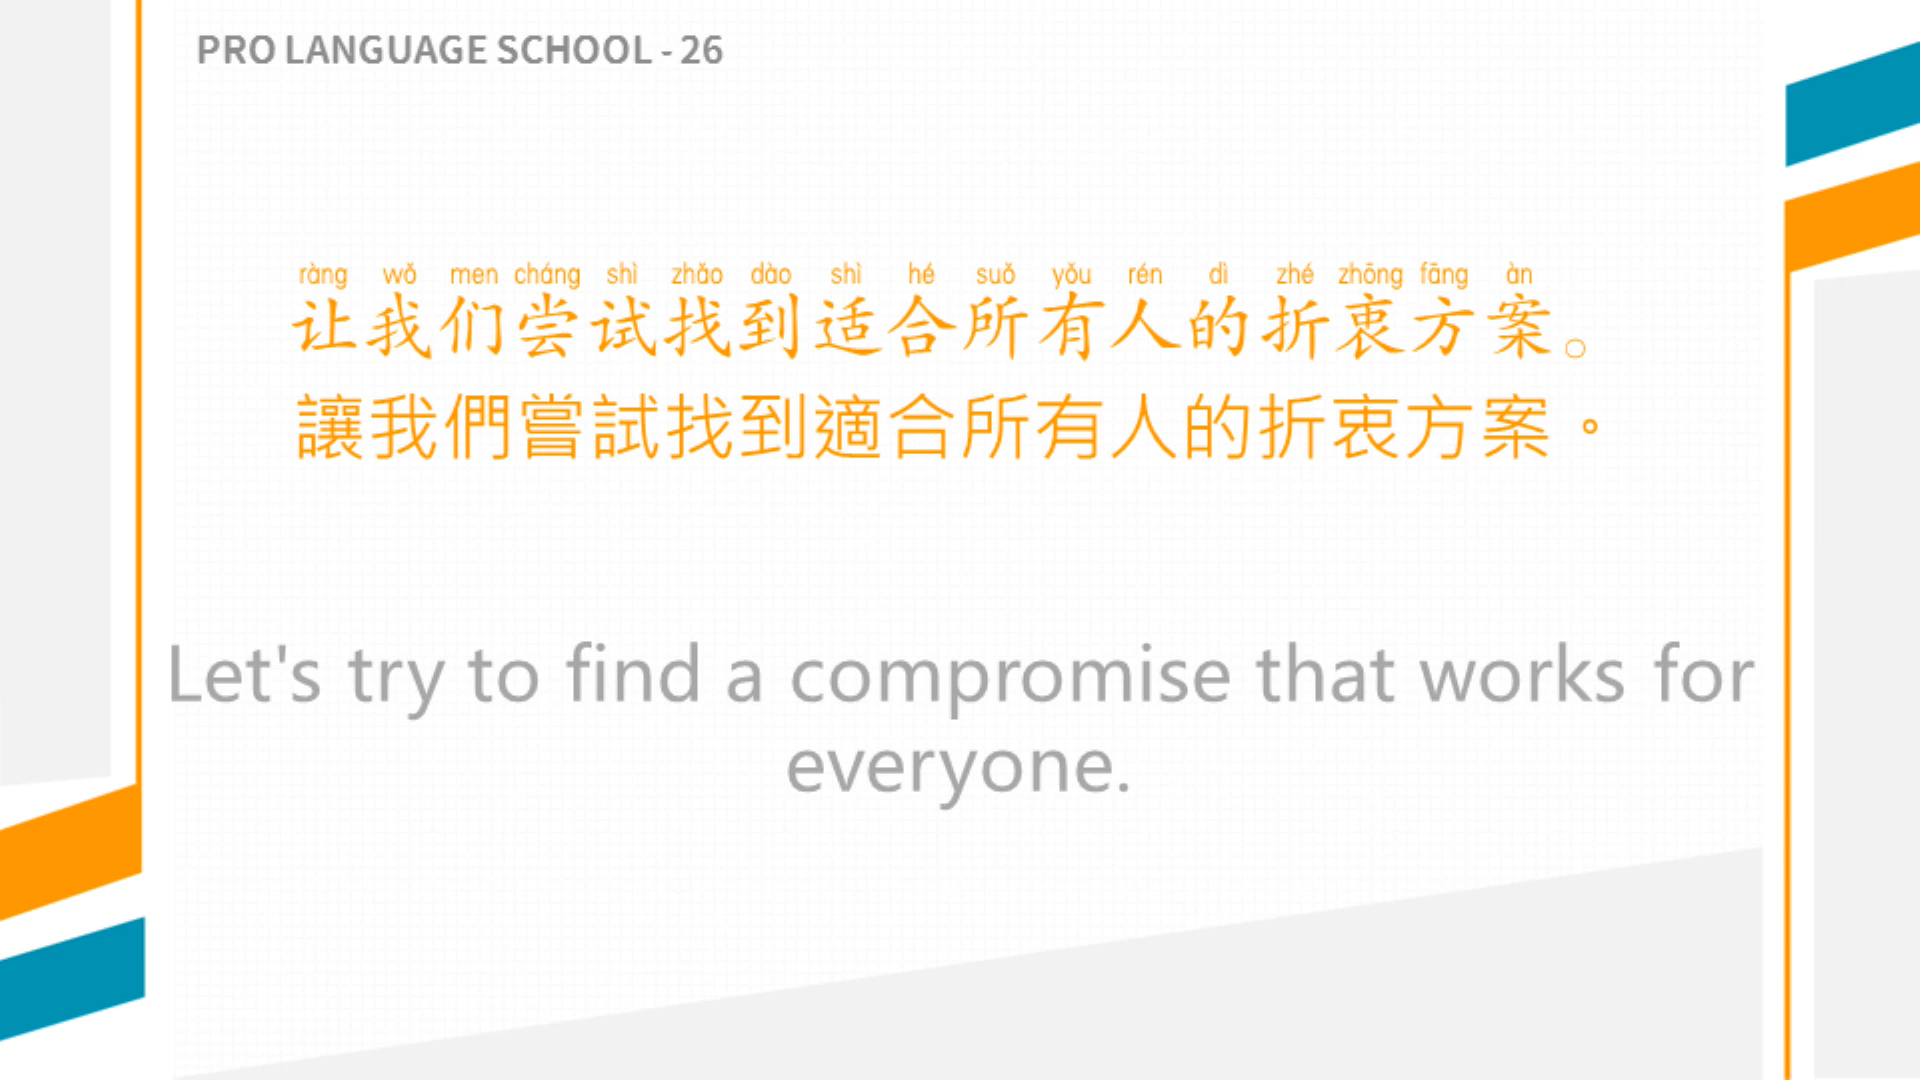 PRO LANGUAGE SCHOOL - 26
ràng wǒ men cháng shì zhǎo dào shì hé suǒ yǒu rén dì zhé zhōng fāng àn
让我们尝试找到适合所有人的折衷方案。
讓我們嘗試找到適合所有人的折衷方案。
Let's try to find a compromise that works for
everyone.